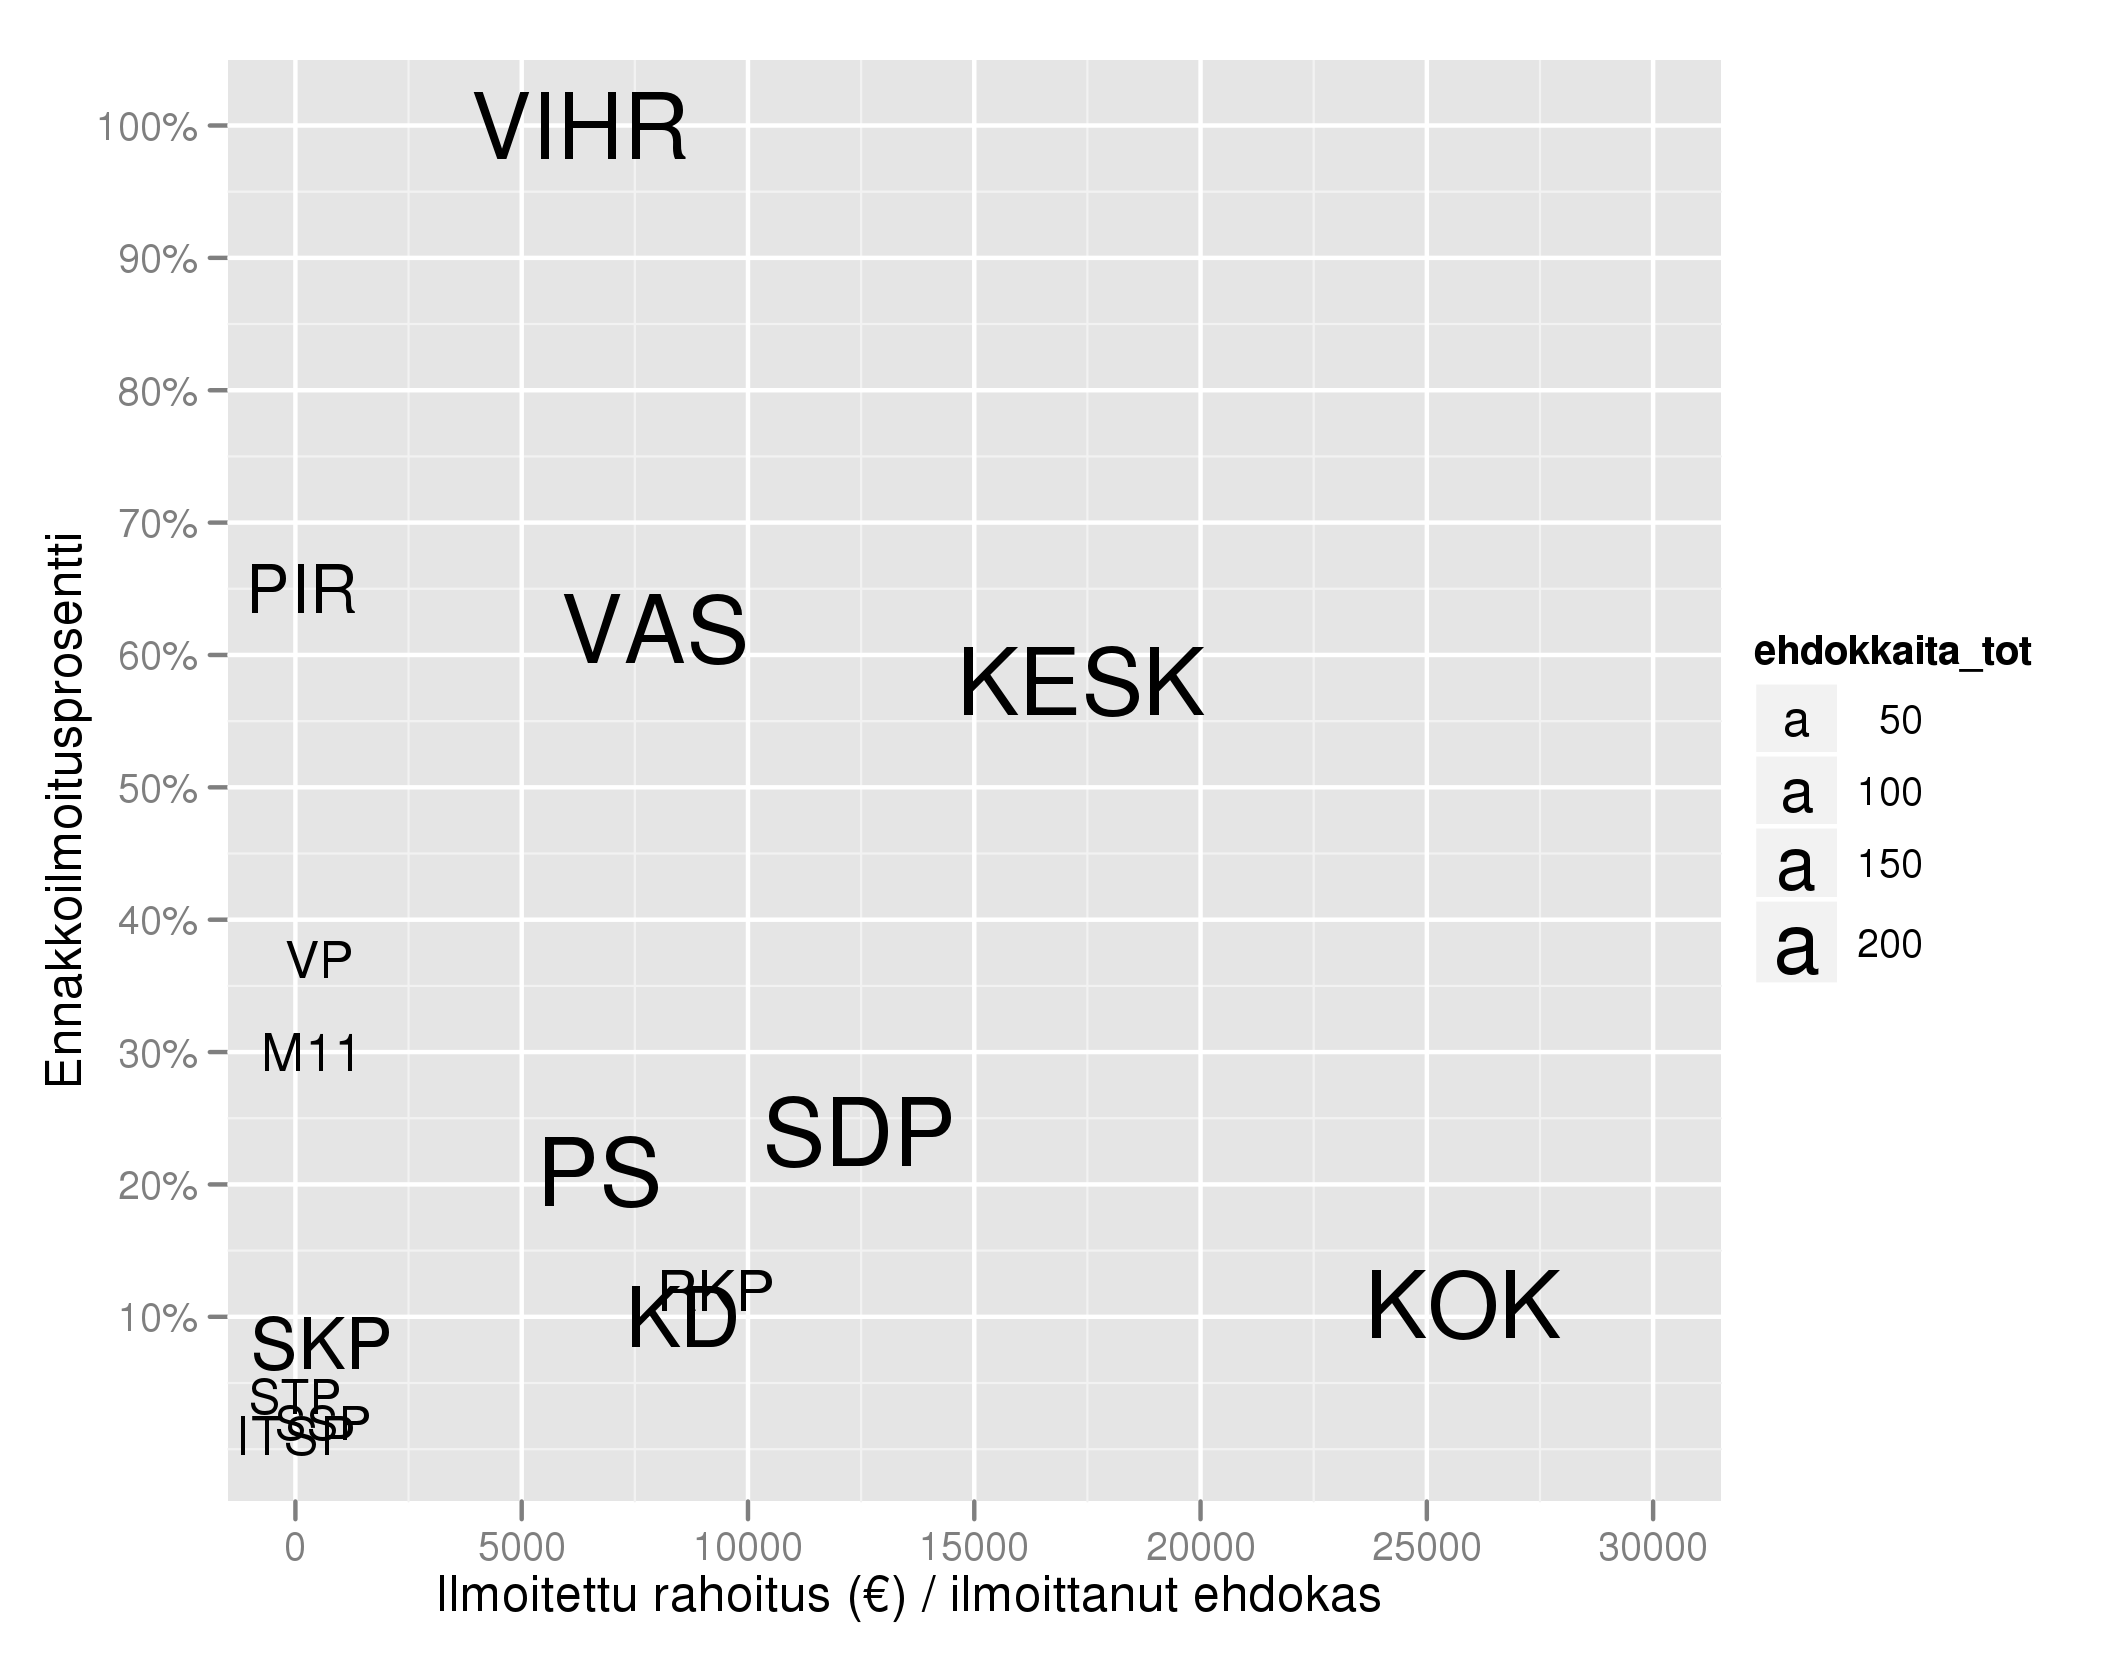 100%
90%
80%
70%
60%
50%
40%
30%
20%
10%
Ennakkoilmoitusprosentti
VIHR
PIR
VAS
KESK
VP
M11
SDP
PS
RKP
KD
KOK
SKP
STP
SSP
ITSP
0 5000 10000 15000 20000 25000 30000
Ilmoitettu rahoitus (€) / ilmoittanut ehdokas
ehdokkaita_tot
a 50
a 100
a 150
a 200